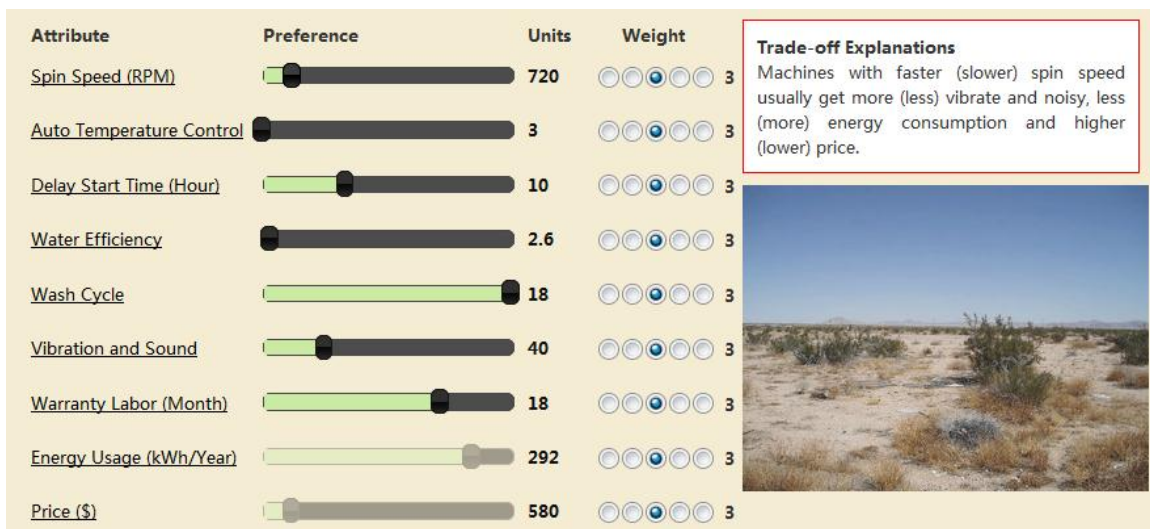 Attribute Preference Units Weight
Spin Speed (RPM) 720 3
Auto Temperature Control 3 3
Delay Start Time (Hour) 10 3
Water Efficiency 2.6 3
Wash Cycle 18 3
Vibration and Sound 40 3
Warranty Labor (Month) 18 3
Energy Usage (kWh/Year) 292 3
Price ($) 580 3
Trade-off Explanations
Machines with faster (slower) spin speed
usually get more (less) vibrate and noisy, less
(more) energy consumption and higher
(lower) price.